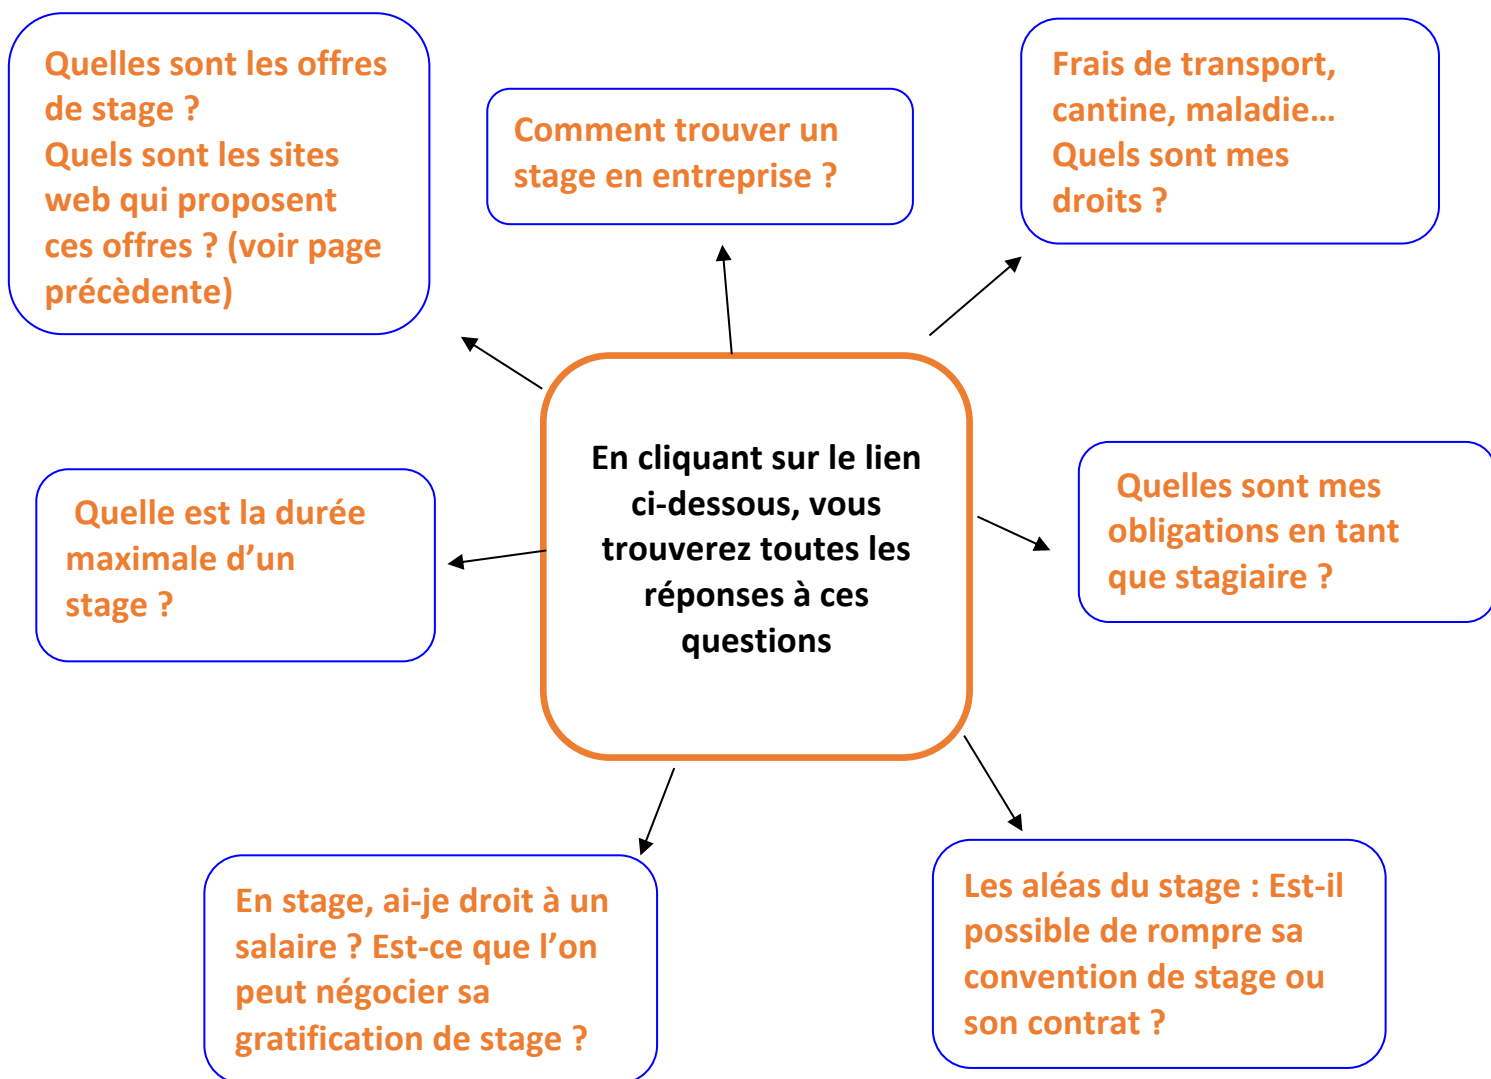 Quelles sont les offres
de stage ?
Quels sont les sites
web qui proposent
ces offres ? (voir page
précèdente)
Comment trouver un
stage en entreprise ?
Frais de transport,
cantine, maladie…
Quels sont mes
droits ?
En cliquant sur le lien
ci-dessous, vous
trouverez toutes les
réponses à ces
questions
Quelle est la durée
maximale d’un
stage ?
Quelles sont mes
obligations en tant
que stagiaire ?
En stage, ai-je droit à un
salaire ? Est-ce que l’on
peut négocier sa
gratification de stage ?
Les aléas du stage : Est-il
possible de rompre sa
convention de stage ou
son contrat ?